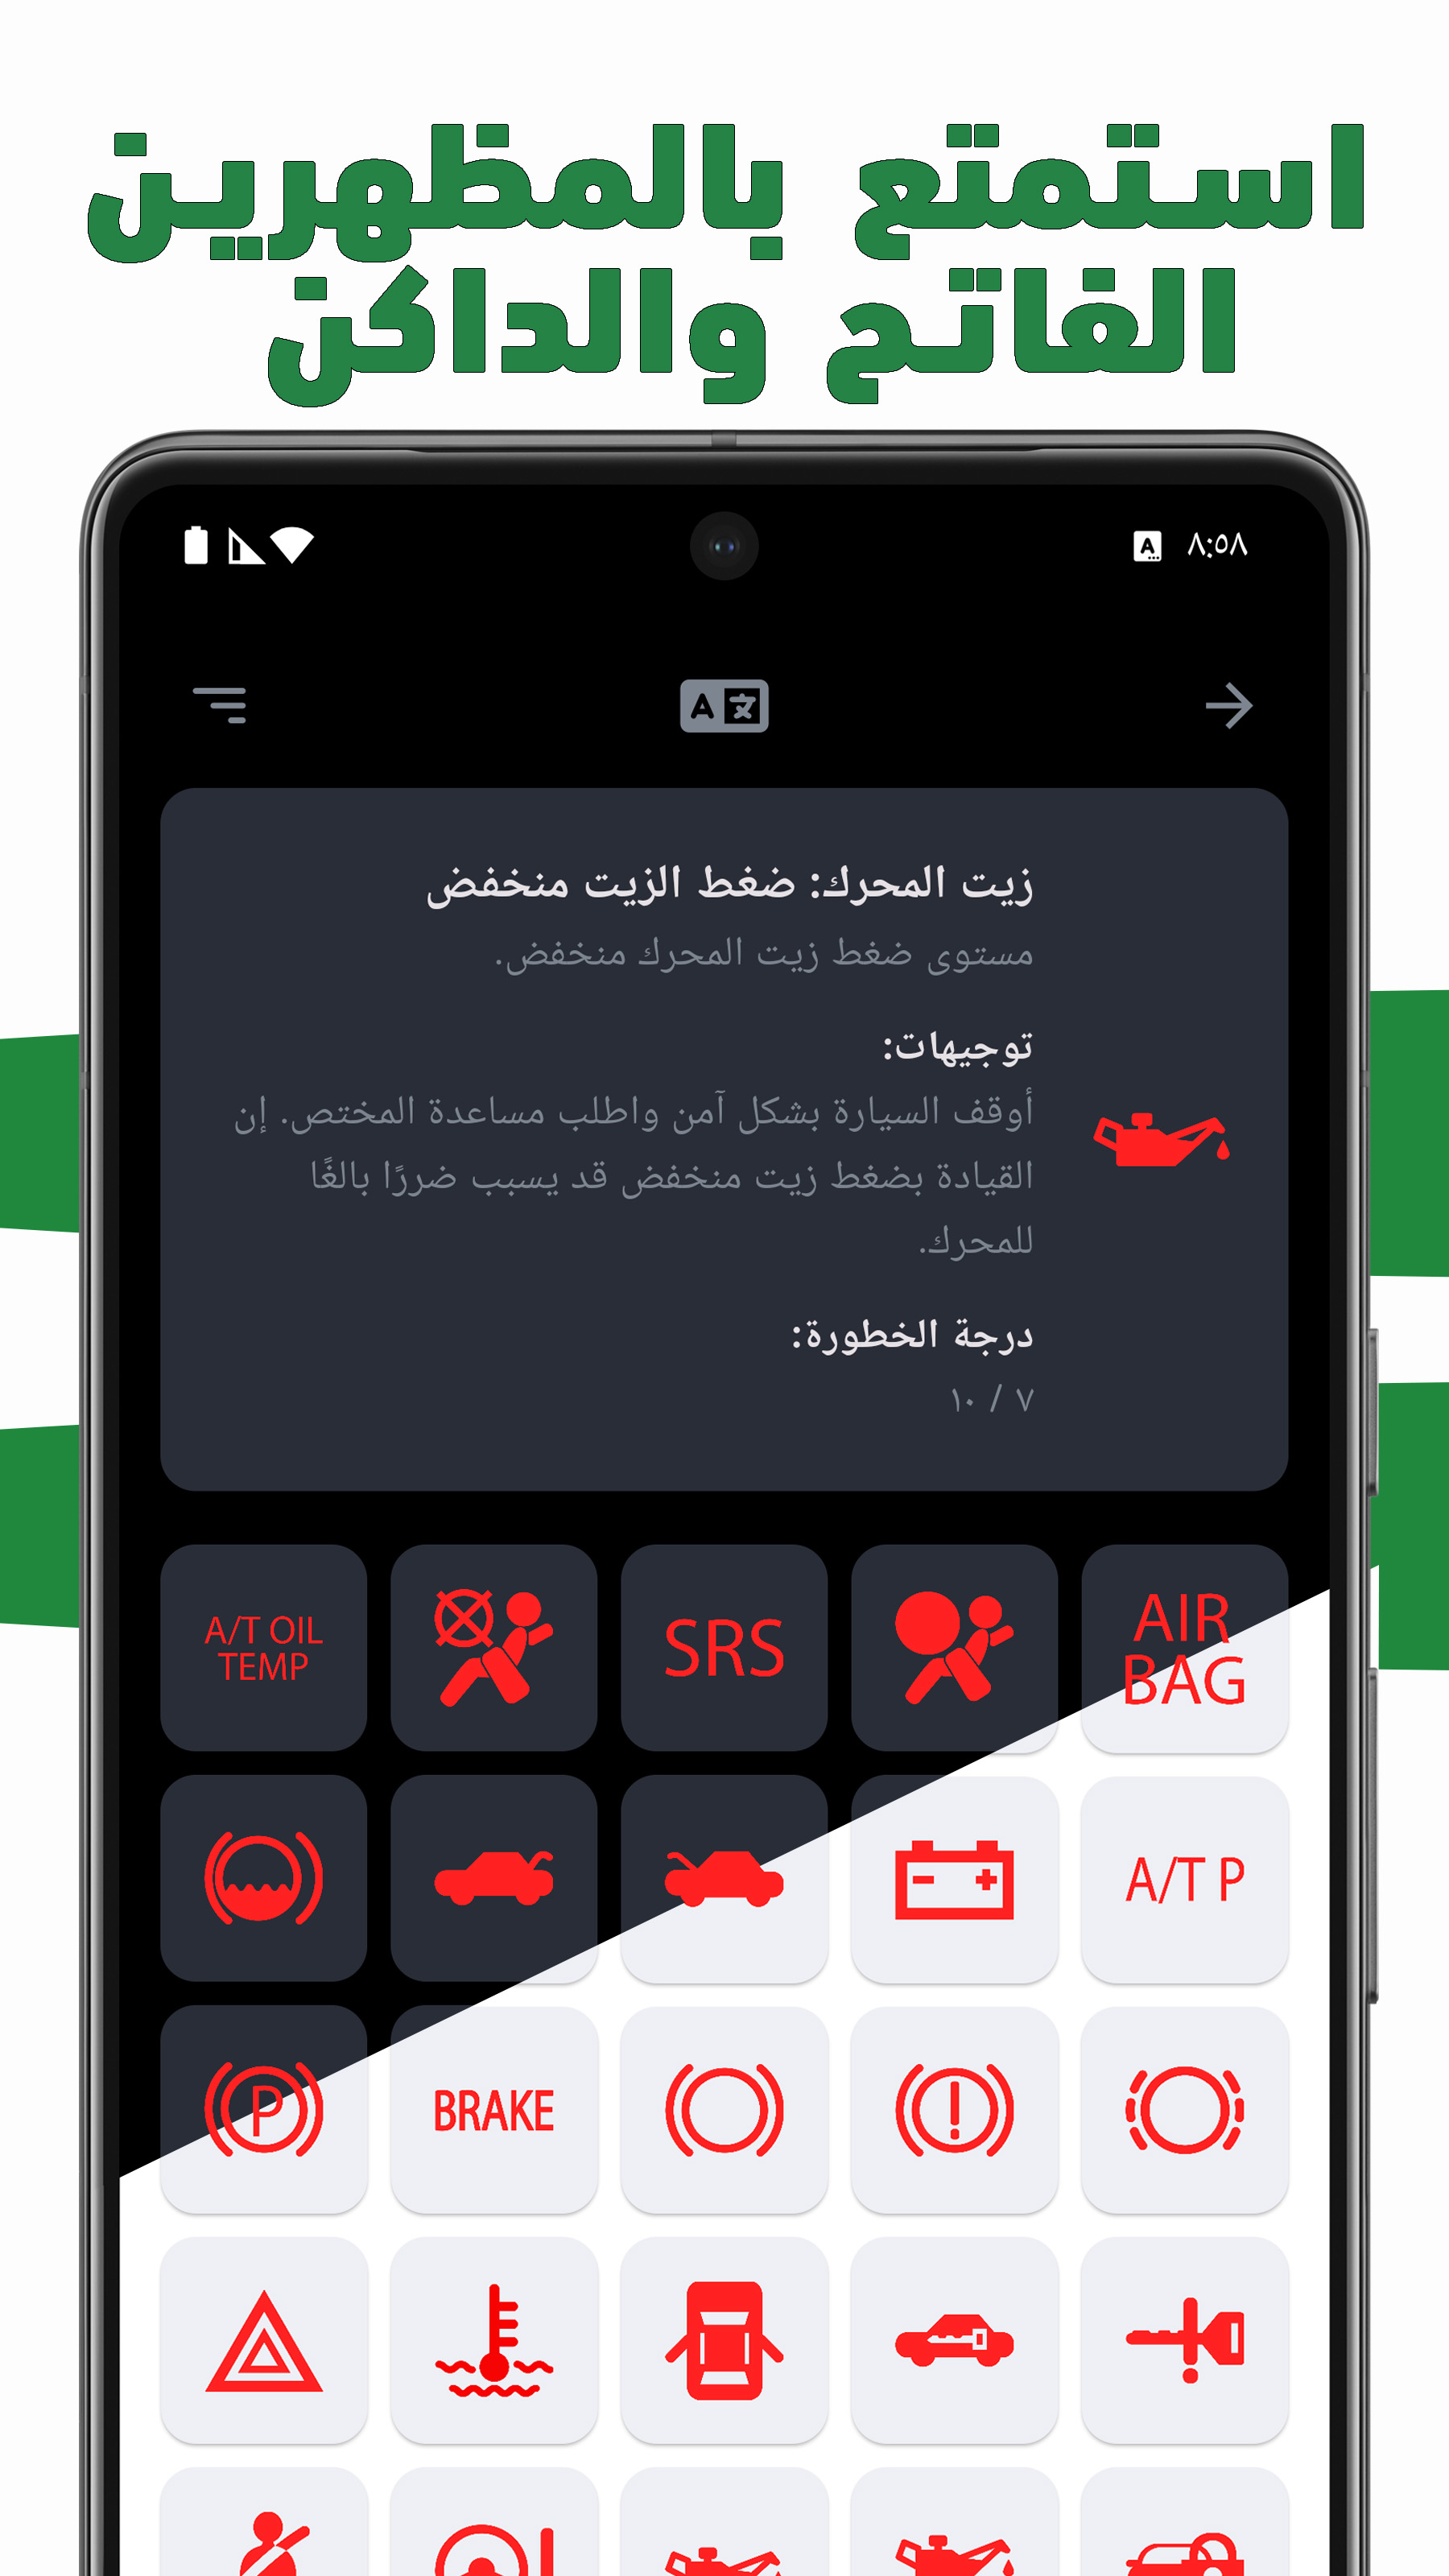 استمتع بالمظهرين
الفاتح والداكن
٨:٥٨
A
A 文
زيت المحرك: ضغط الزيت منخفض
مستوى ضغط زيت المحرك منخفض.
توجيهات:
أوقف السيارة بشكل آمن واطلب مساعدة المختص. إن
القيادة بضغط زيت منخفض قد يسبب ضررًا بالغًا
للمحرك.
درجة الخطورة:
٧ / ١٠
AIR
BAG
SRS
A/T OIL
TEMP
A/T P
BRAKE
P